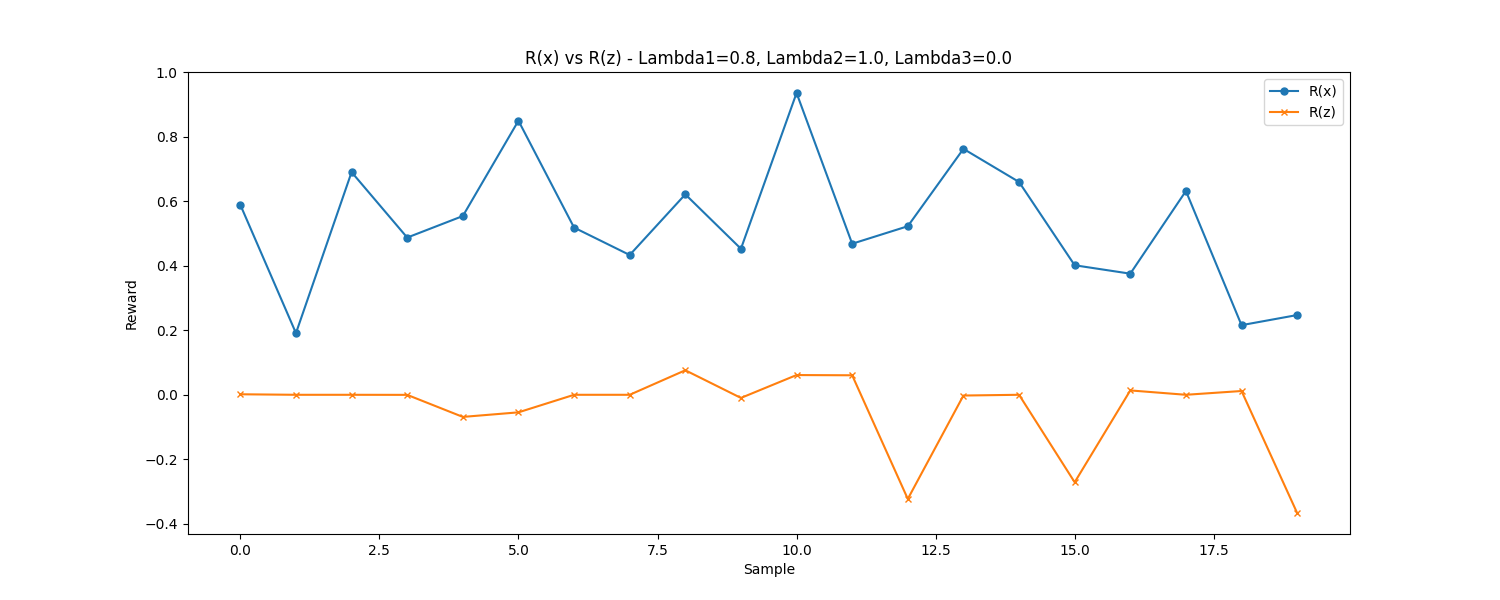 R(x) vs R(z) - Lambda1=0.8, Lambda2=1.0, Lambda3=0.0
R(x)
R(z)
Reward
1.0
0.8
0.6
0.4
0.2
0.0
−0.2
−0.4
0.0 2.5 5.0 7.5 10.0 12.5 15.0 17.5
Sample